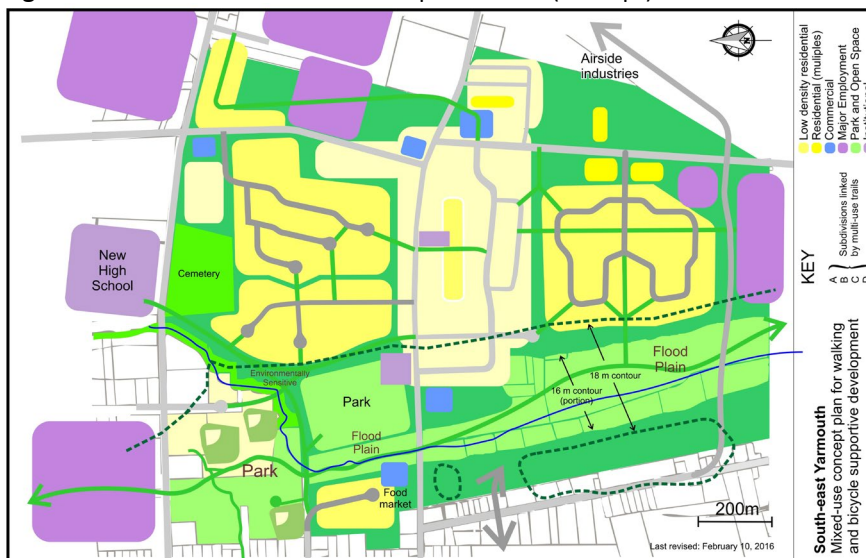 Airside
industries
New
High
School
Cemetery
Environmentally
Sensitive
Park
Flood
Plain
Flood
Plain
18 m contour
16 m contour
(portion)
Park
Food
market
200m
Last revised: February 10, 2016
Low density residential
Residential (muliples)
Commercial
Major Employment
Park and Open Space
KEY
A
B
C
Subdivisions linked
by multi-use trails
South-east Yarmouth
Mixed-use concept plan for walking
and bicycle supportive development